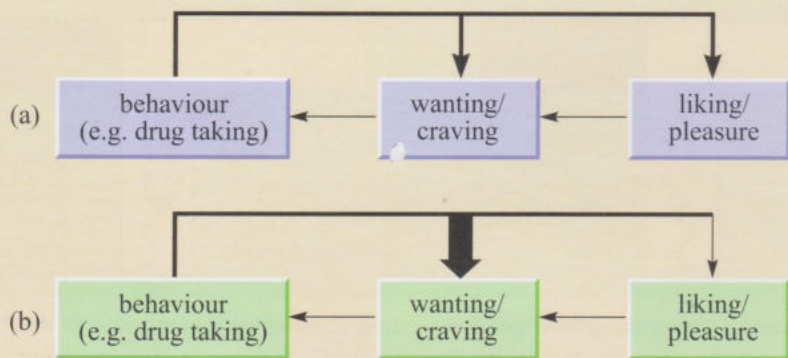 (a)
behaviour
(e.g. drug taking)
wanting/
craving
liking/
pleasure
(b)
behaviour
(e.g. drug taking)
wanting/
craving
liking/
pleasure